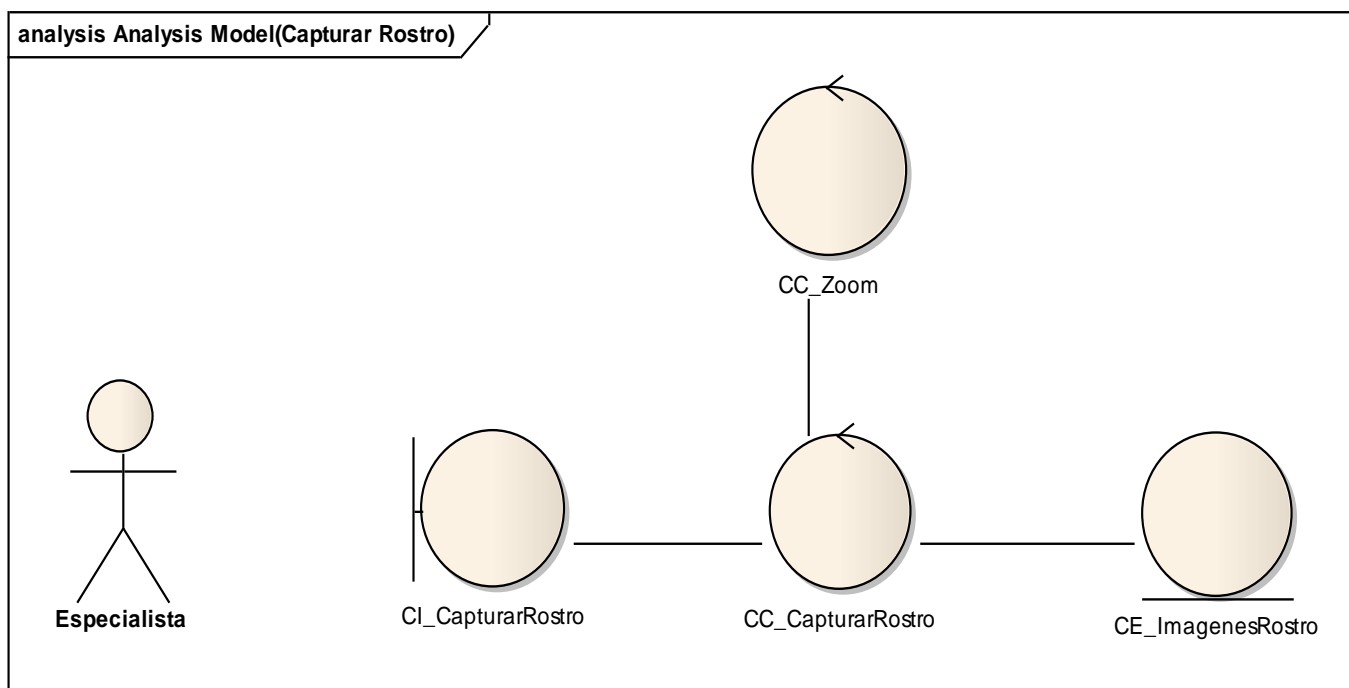 analysis Analysis Model(Capturar Rostro)
CC_Zoom
Especialista
CI_CapturarRostro
CC_CapturarRostro
CE_ImagenesRostro